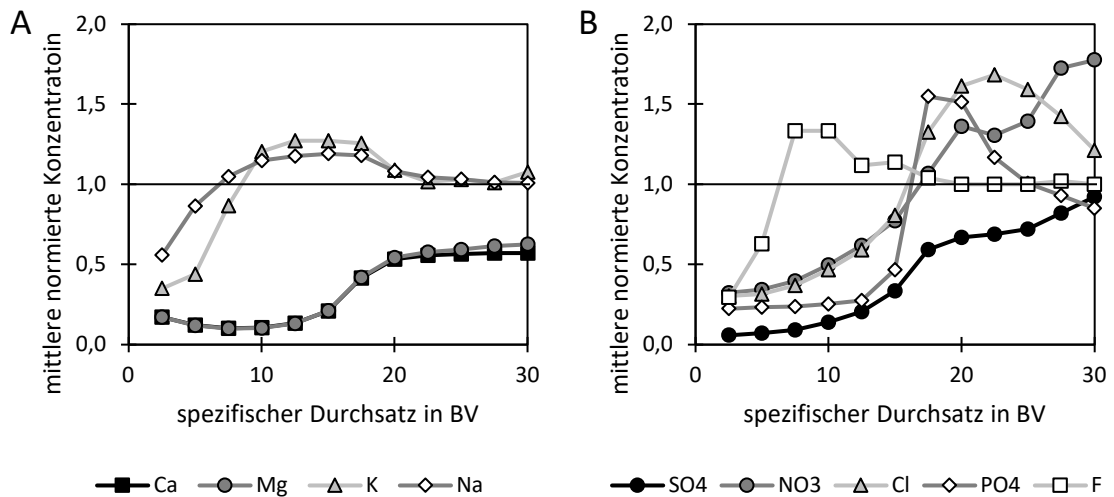 A
mittlere normierte Konzentratoin
2,0
1,5
1,0
0,5
0,0
0
10
20
30
spezifischer Durchsatz in BV
Ca
Mg
K
Na
B
mittlere normierte Konzentratoin
2,0
1,5
1,0
0,5
0,0
0
10
20
30
spezifischer Durchsatz in BV
SO4
NO3
Cl
PO4
F